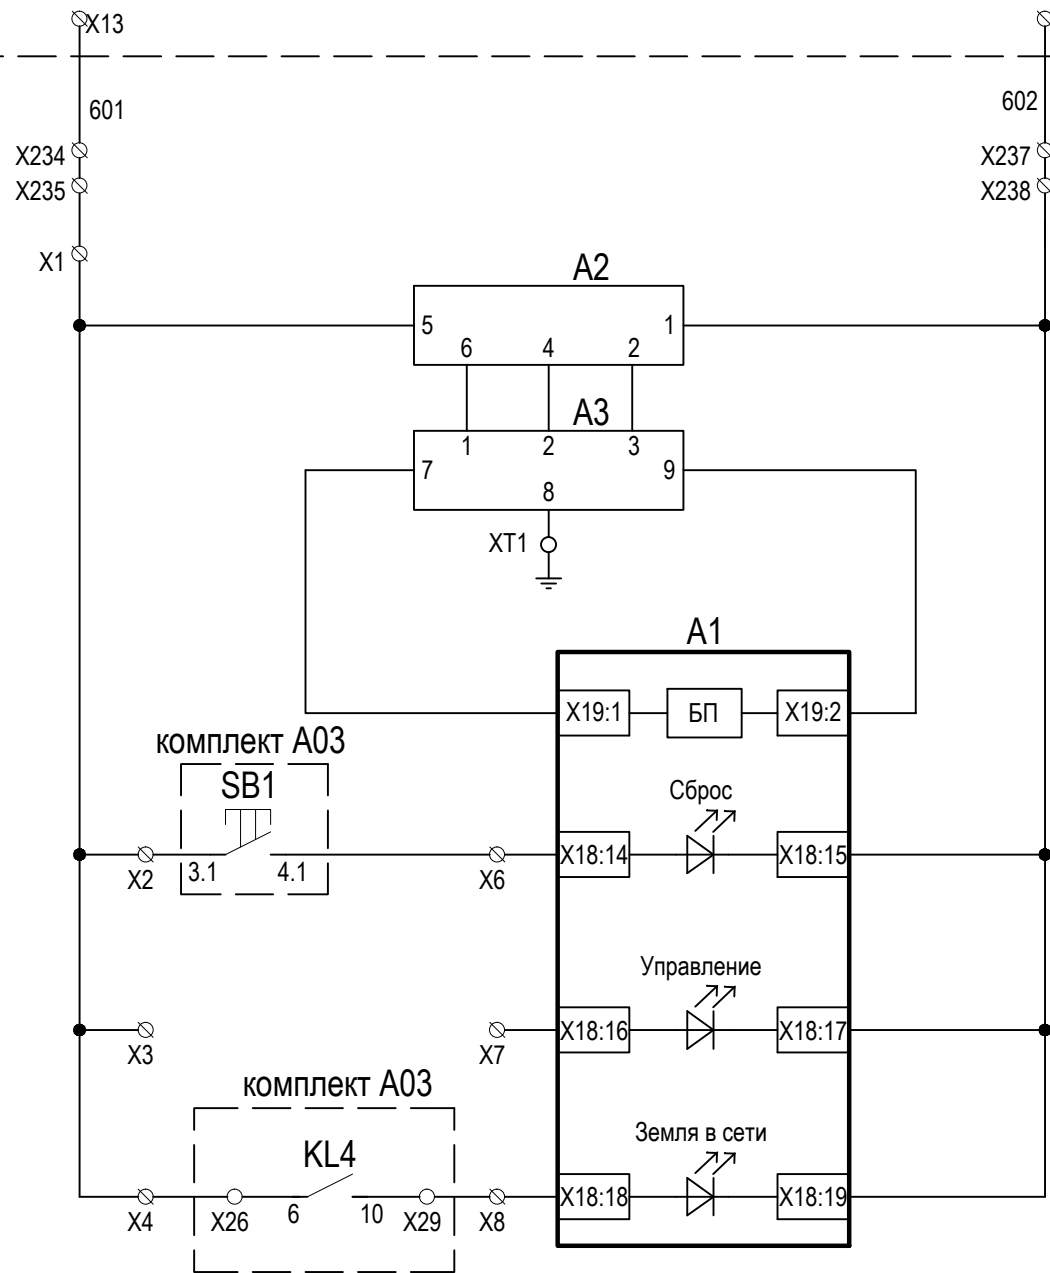 X13
601
602
X234
X237
X235
X238
X1
A2
5
1
6 4 2
A3
1 2 3
7
9
8
XT1
A1
X19:1
БП
X19:2
комплект A03
SB1
Сброс
X18:14
X18:15
X2
3.1
4.1
X6
Управление
X18:16
X18:17
X3
X7
комплект A03
Земля в сети
KL4
X18:18
X18:19
X4
X26
6
10
X29
X8